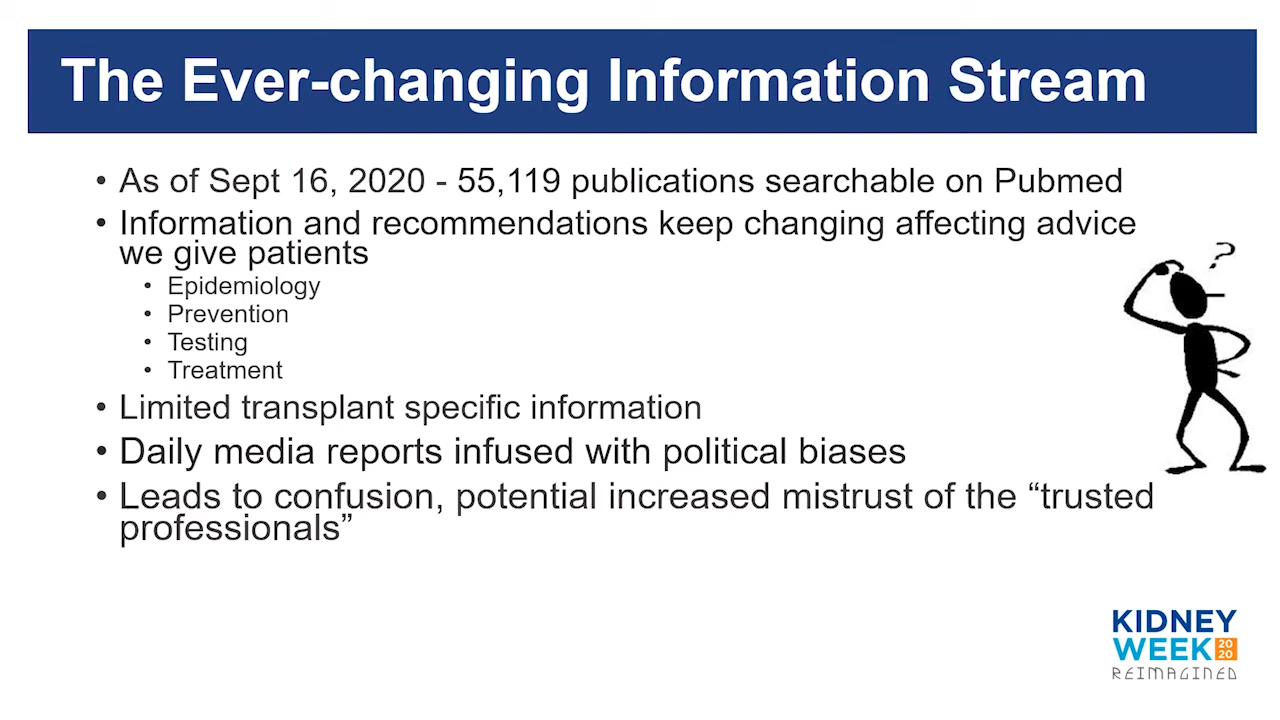 The Ever-changing Information Stream
• As of Sept 16, 2020 - 55,119 publications searchable on Pubmed
• Information and recommendations keep changing affecting advice
we give patients
• Epidemiology
• Prevention
• Testing
• Treatment
• Limited transplant specific information
• Daily media reports infused with political biases
• Leads to confusion, potential increased mistrust of the “trusted
professionals”
?
KIDNEY
WEEK 2020
REIMAGINED